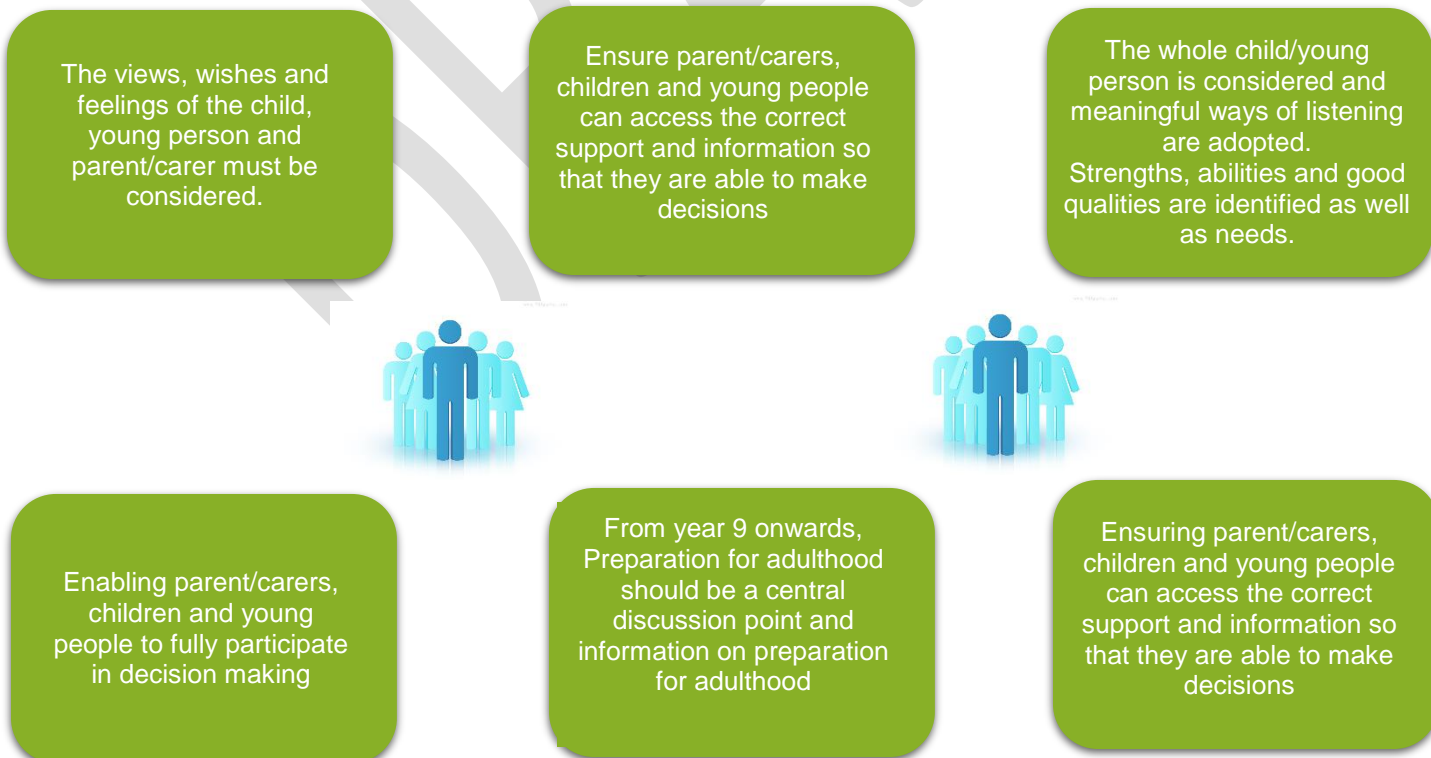 The views, wishes and
feelings of the child,
young person and
parent/carer must be
considered.
Ensure parent/carers,
children and young people
can access the correct
support and information so
that they are able to make
decisions
The whole child/young
person is considered and
meaningful ways of listening
are adopted.
Strengths, abilities and good
qualities are identified as well
as needs.
Enabling parent/carers,
children and young
people to fully participate
in decision making
From year 9 onwards,
Preparation for adulthood
should be a central
discussion point and
information on preparation
for adulthood
Ensuring parent/carers,
children and young people
can access the correct
support and information so
that they are able to make
decisions